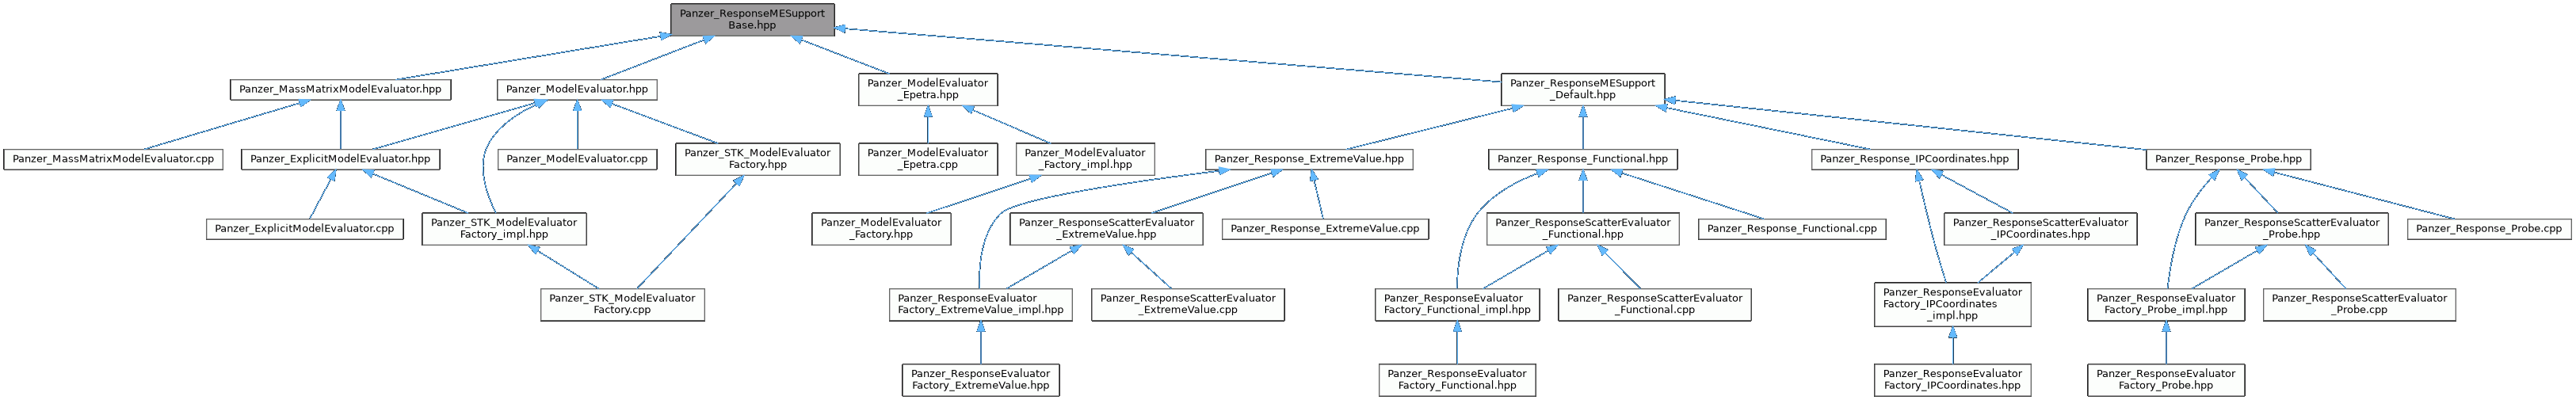 Panzer_ResponseMESupport
Base.hpp
Panzer_MassMatrixModelEvaluator.hpp
Panzer_ModelEvaluator.hpp
Panzer_ModelEvaluator
_Epetra.hpp
Panzer_ResponseMESupport
_Default.hpp
Panzer_MassMatrixModelEvaluator.cpp
Panzer_ExplicitModelEvaluator.hpp
Panzer_ModelEvaluator.cpp
Panzer_STK_ModelEvaluator
Factory.hpp
Panzer_ModelEvaluator
_Epetra.cpp
Panzer_ModelEvaluator
_Factory_impl.hpp
Panzer_Response_ExtremeValue.hpp
Panzer_Response_Functional.hpp
Panzer_Response_IPCoordinates.hpp
Panzer_Response_Probe.hpp
Panzer_ExplicitModelEvaluator.cpp
Panzer_STK_ModelEvaluator
Factory_impl.hpp
Panzer_ModelEvaluator
_Factory.hpp
Panzer_ResponseScatterEvaluator
_ExtremeValue.hpp
Panzer_Response_ExtremeValue.cpp
Panzer_ResponseScatterEvaluator
_Functional.hpp
Panzer_Response_Functional.cpp
Panzer_ResponseScatterEvaluator
_IPCoordinates.hpp
Panzer_ResponseScatterEvaluator
_Probe.hpp
Panzer_Response_Probe.cpp
Panzer_STK_ModelEvaluator
Factory.cpp
Panzer_ResponseEvaluator
Factory_ExtremeValue_impl.hpp
Panzer_ResponseScatterEvaluator
_ExtremeValue.cpp
Panzer_ResponseEvaluator
Factory_Functional_impl.hpp
Panzer_ResponseScatterEvaluator
_Functional.cpp
Panzer_ResponseEvaluator
Factory_IPCoordinates
_impl.hpp
Panzer_ResponseEvaluator
Factory_Probe_impl.hpp
Panzer_ResponseScatterEvaluator
_Probe.cpp
Panzer_ResponseEvaluator
Factory_ExtremeValue.hpp
Panzer_ResponseEvaluator
Factory_Functional.hpp
Panzer_ResponseEvaluator
Factory_IPCoordinates.hpp
Panzer_ResponseEvaluator
Factory_Probe.hpp